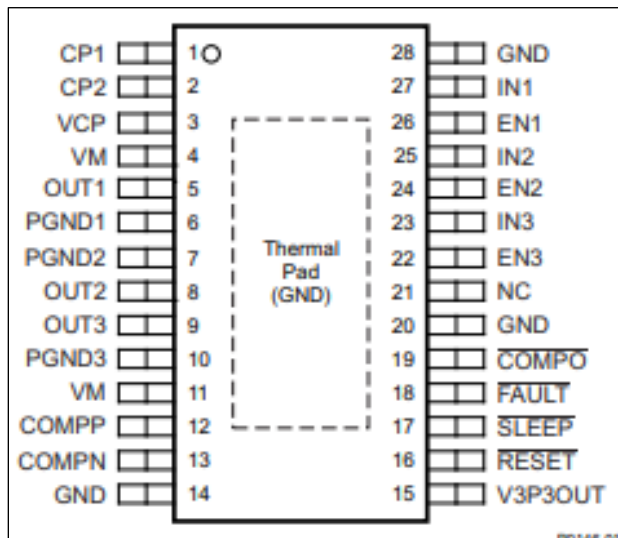 CP1 1 28 GND
CP2 2 27 IN1
VCP 3 26 EN1
VM 4 25 IN2
OUT1 5 24 EN2
PGND1 6 23 IN3
PGND2 7 22 EN3
OUT2 8 21 NC
OUT3 9 20 GND
PGND3 10 19 COMPO
VM 11 18 FAULT
COMPP 12 17 SLEEP
COMPN 13 16 RESET
GND 14 15 V3P3OUT
Thermal
Pad
(GND)